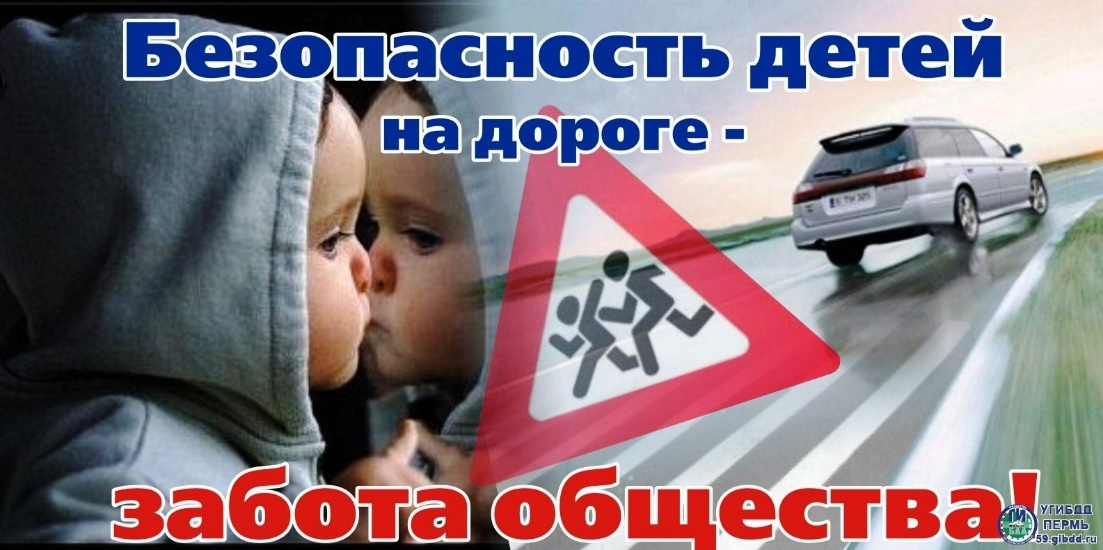 Безопасность детей
на дороге -
забота общества!
УГИБДД
ПЕРМЬ
59.gibdd.ru